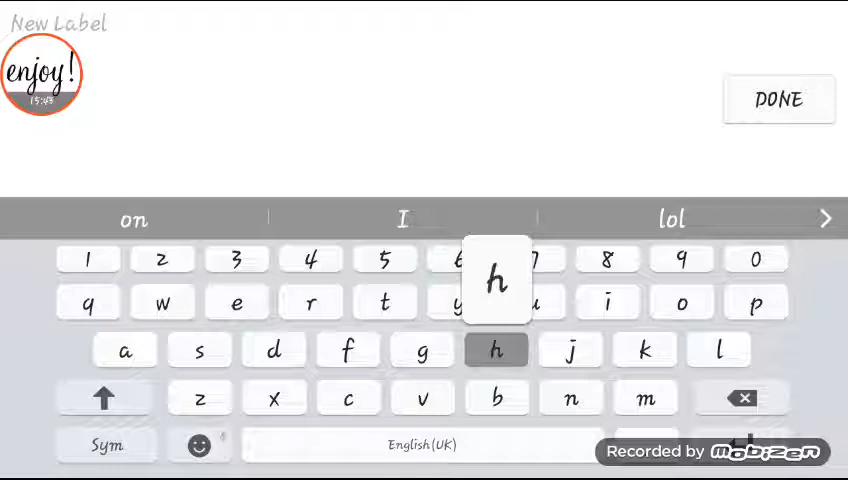 New Label
enjoy!
15:43
DONE
on I lol
1 2 3 4 5 6 7 8 9 0
h
q w e r t y u i o p
a s d f g h j k l
z x c v b n m
Sym English(UK)
Recorded by mobizen